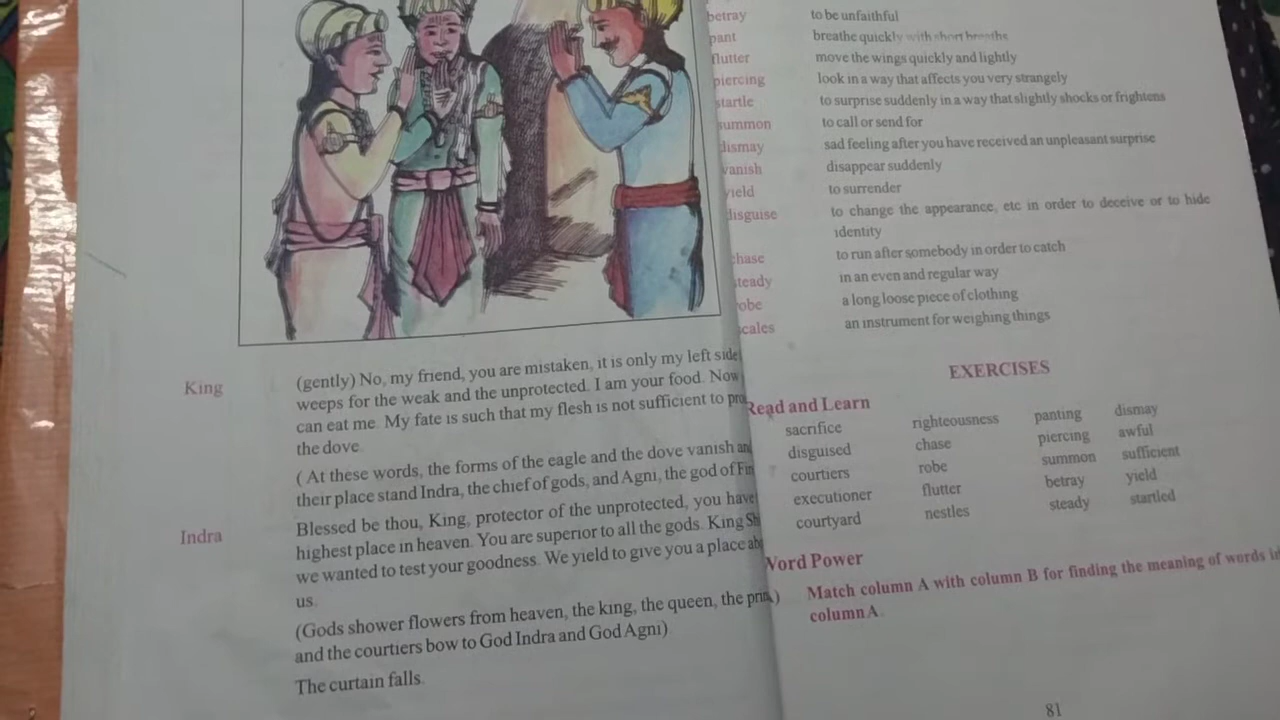 King
(gently) No, my friend, you are mistaken, it is only my left side
weeps for the weak and the unprotected. I am your food. Now
can eat me. My fate is such that my flesh is not sufficient to
the dove.
( At these words, the forms of the eagle and the dove vanish
their place stand Indra, the chief of gods, and Agni, the god of
Indra
Blessed be thou, King, protector of the unprotected, you have
highest place in heaven. You are superior to all the gods. King
we wanted to test your goodness. We yield to give you a place
us.
(Gods shower flowers from heaven, the king, the queen, the
and the courtiers bow to God Indra and God Agni)
The curtain falls.
betray to be unfaithful
pant breathe quickly with short breathe
flutter move the wings quickly and lightly
piercing look in a way that affects you very strangely
startle to surprise suddenly in a way that slightly shocks or frightens
summon to call or send for
dismay sad feeling after you have received an unpleasant surprise
vanish disappear suddenly
yield to surrender
disguise to change the appearance, etc in order to deceive or to hide
identity
chase to run after somebody in order to catch
steady in an even and regular way
robe a long loose piece of clothing
scales an instrument for weighing things
EXERCISES
Read and Learn
sacrifice righteousness panting dismay
disguised chase piercing awful
courtiers robe summon sufficient
executioner flutter betray yield
courtyard nestles steady startled
Word Power
Match column A with column B for finding the meaning of words
column A.
81